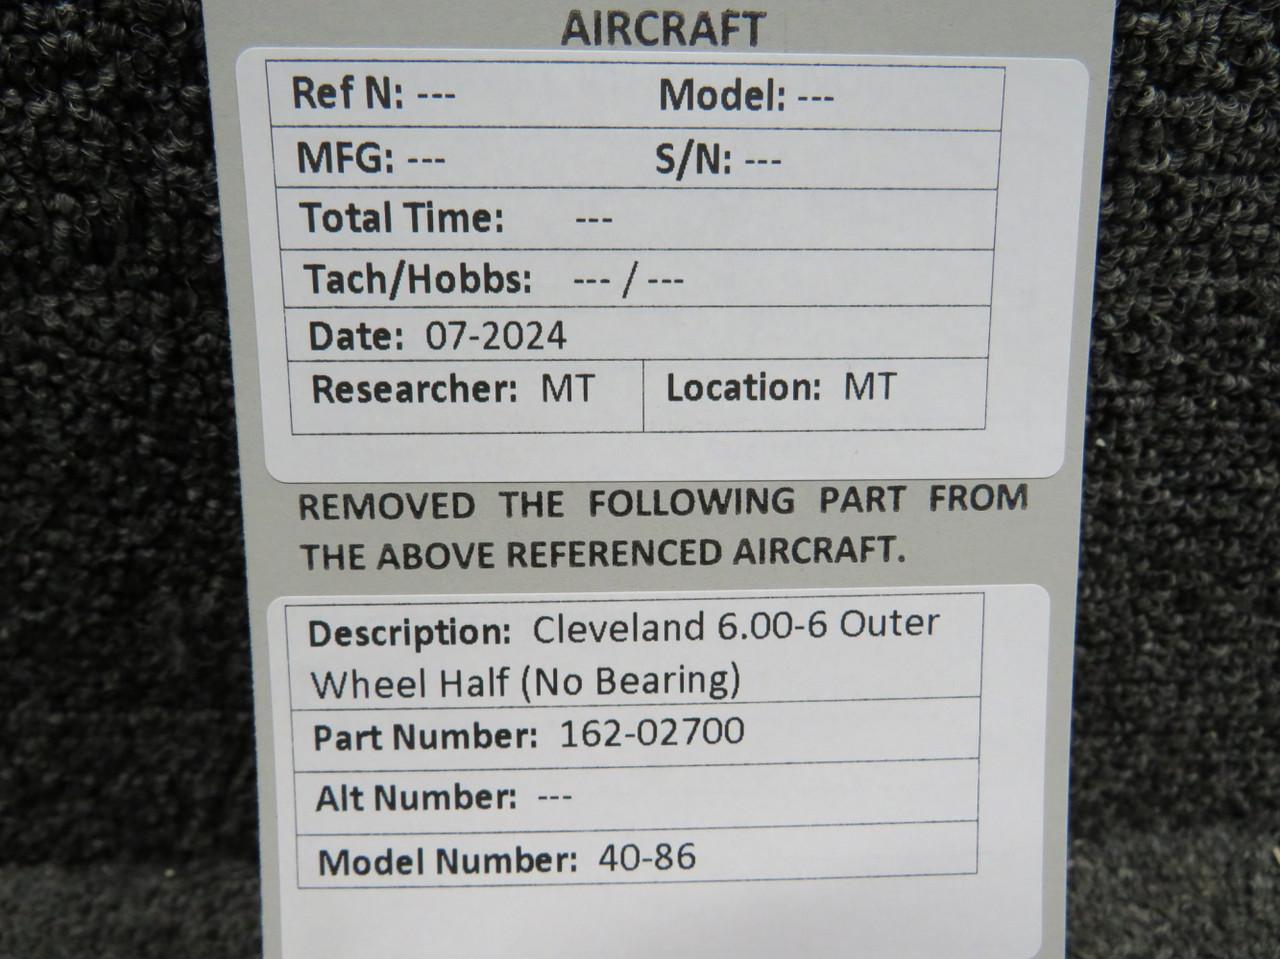 AIRCRAFT
Ref N: --- Model: ---
MFG: --- S/N: ---
Total Time: ---
Tach/Hobbs: --- / ---
Date: 07-2024
Researcher: MT Location: MT
REMOVED THE FOLLOWING PART FROM
THE ABOVE REFERENCED AIRCRAFT.
Description: Cleveland 6.00-6 Outer
Wheel Half (No Bearing)
Part Number: 162-02700
Alt Number: ---
Model Number: 40-86